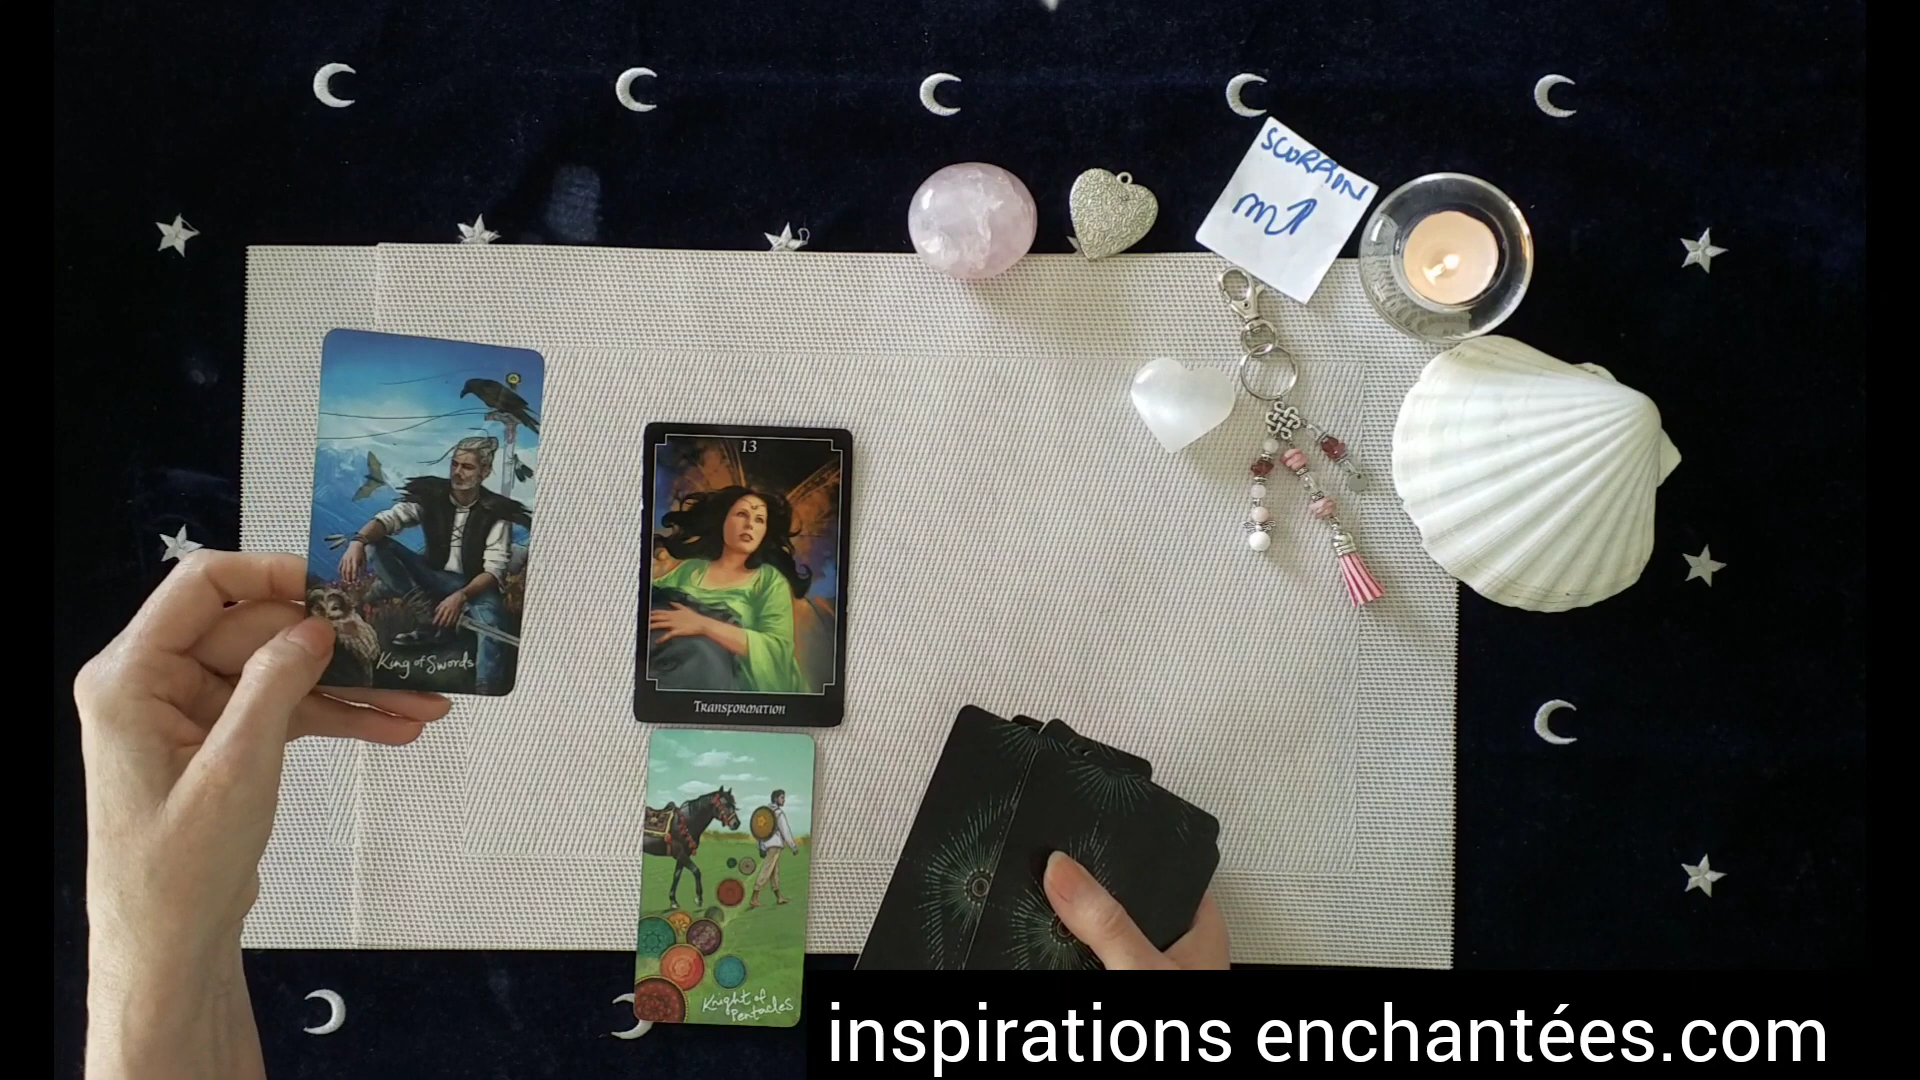 SCORPION
King of Swords
13
TRANSFORMATION
Knight of
Pentacles
inspirations enchantées.com